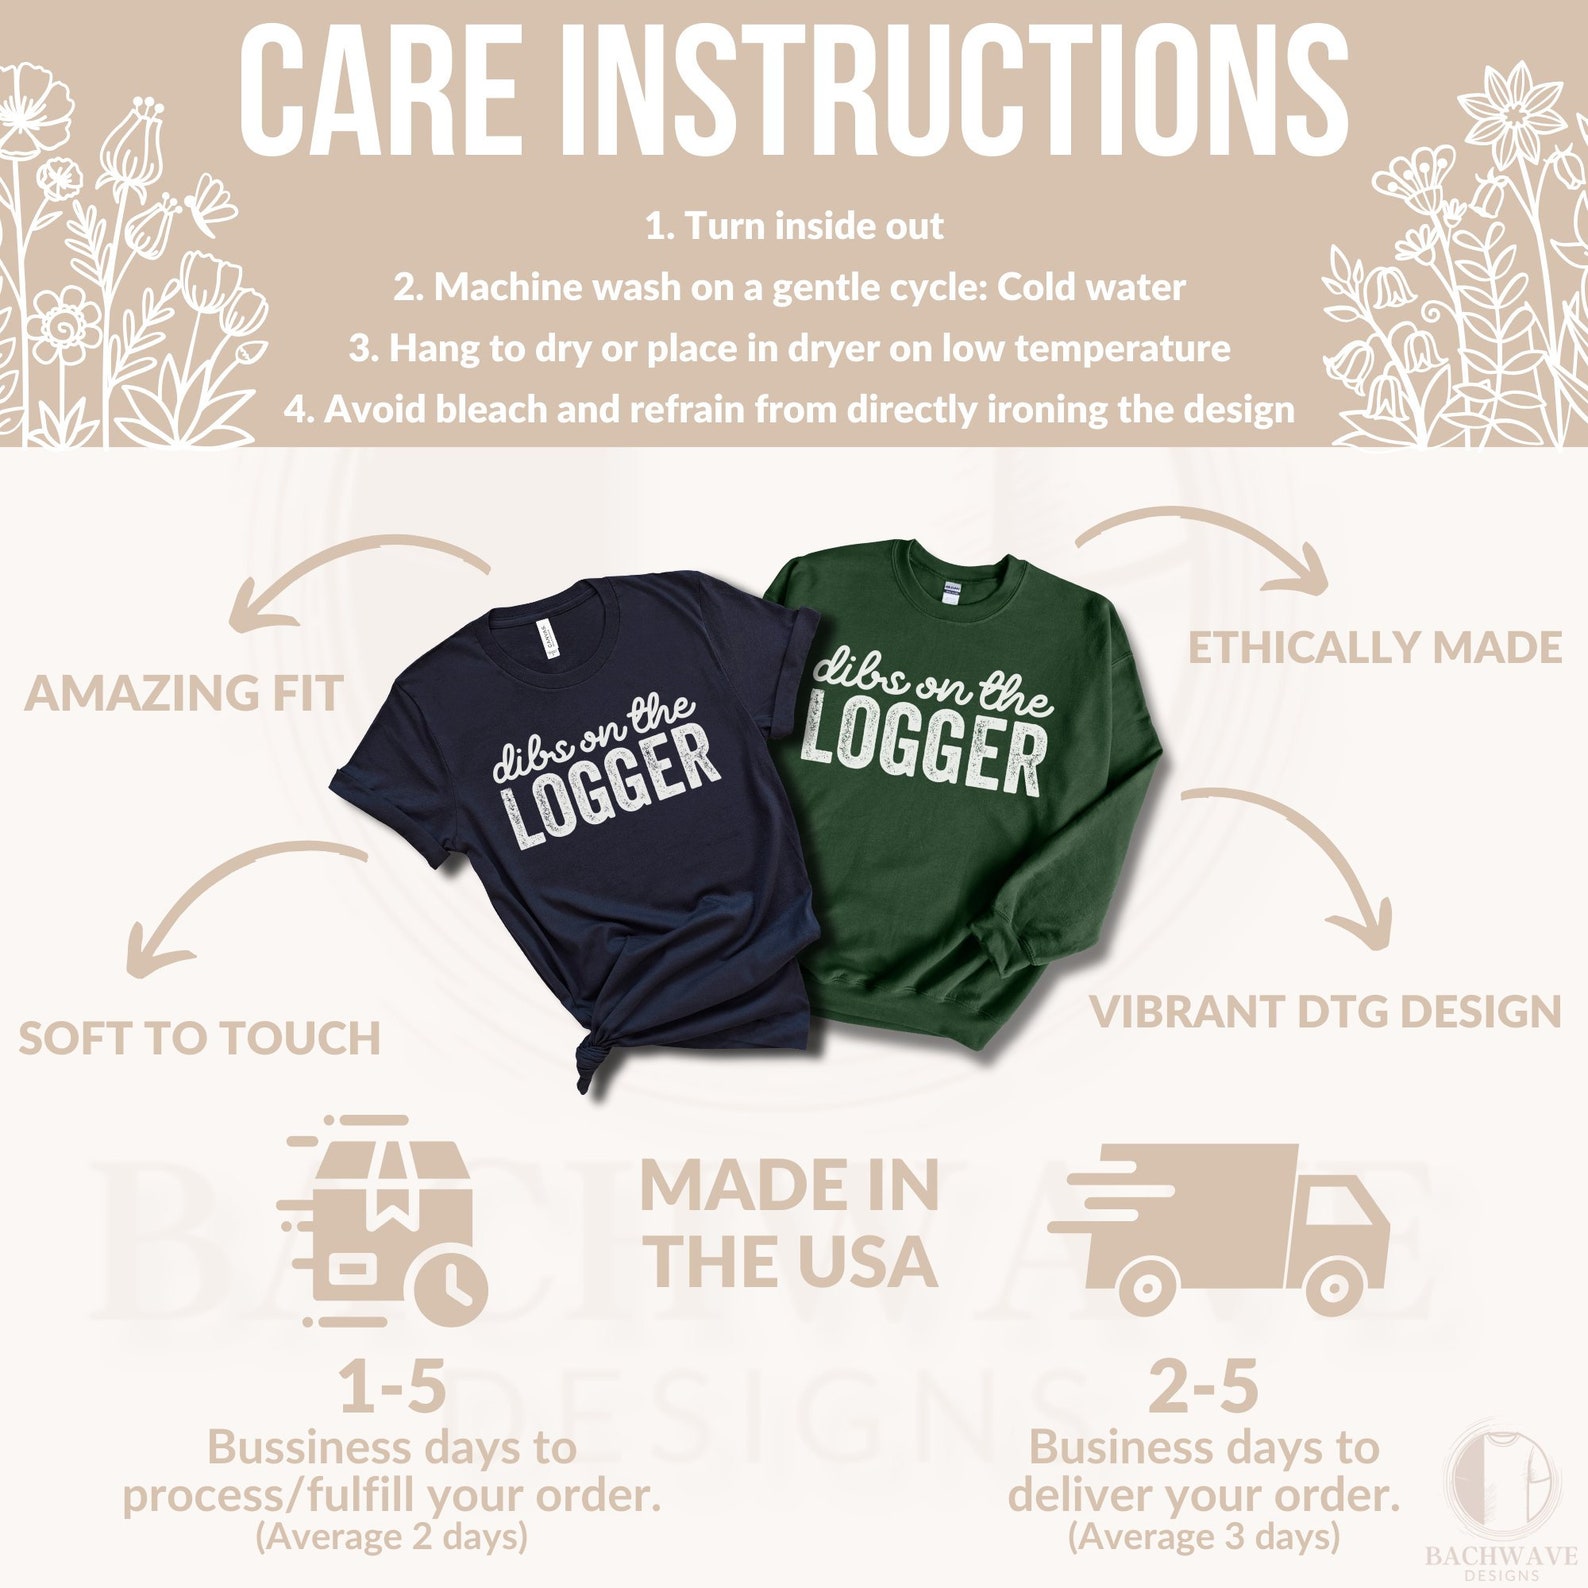 CARE INSTRUCTIONS
1. Turn inside out
2. Machine wash on a gentle cycle: Cold water
3. Hang to dry or place in dryer on low temperature
4. Avoid bleach and refrain from directly ironing the design
AMAZING FIT
ETHICALLY MADE
dibs on the
LOGGER
dibs on the
LOGGER
SOFT TO TOUCH
VIBRANT DTG DESIGN
MADE IN
THE USA
1-5
Bussiness days to
process/fulfill your order.
(Average 2 days)
2-5
Business days to
deliver your order.
(Average 3 days)
BACHWAVE
DESIGNS
BACHWAVE
DESIGNS